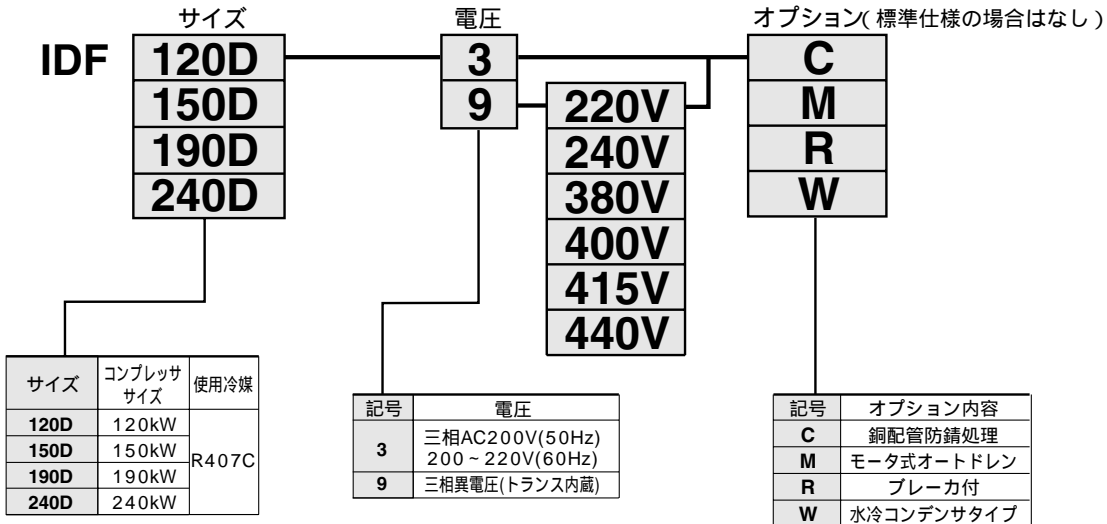 サイズ
電圧
オプション(標準仕様の場合はなし)
IDF
120D
150D
190D
240D
3
9
220V
240V
380V
400V
415V
440V
C
M
R
W
サイズ コンプレッササイズ 使用冷媒
120D 120kW R407C
150D 150kW
190D 190kW
240D 240kW
記号 電圧
3 三相AC200V(50Hz)
200~220V(60Hz)
9 三相異電圧(トランス内蔵)
記号 オプション内容
C 銅配管防錆処理
M モータ式オートドレン
R ブレーカ付
W 水冷コンデンサタイプ